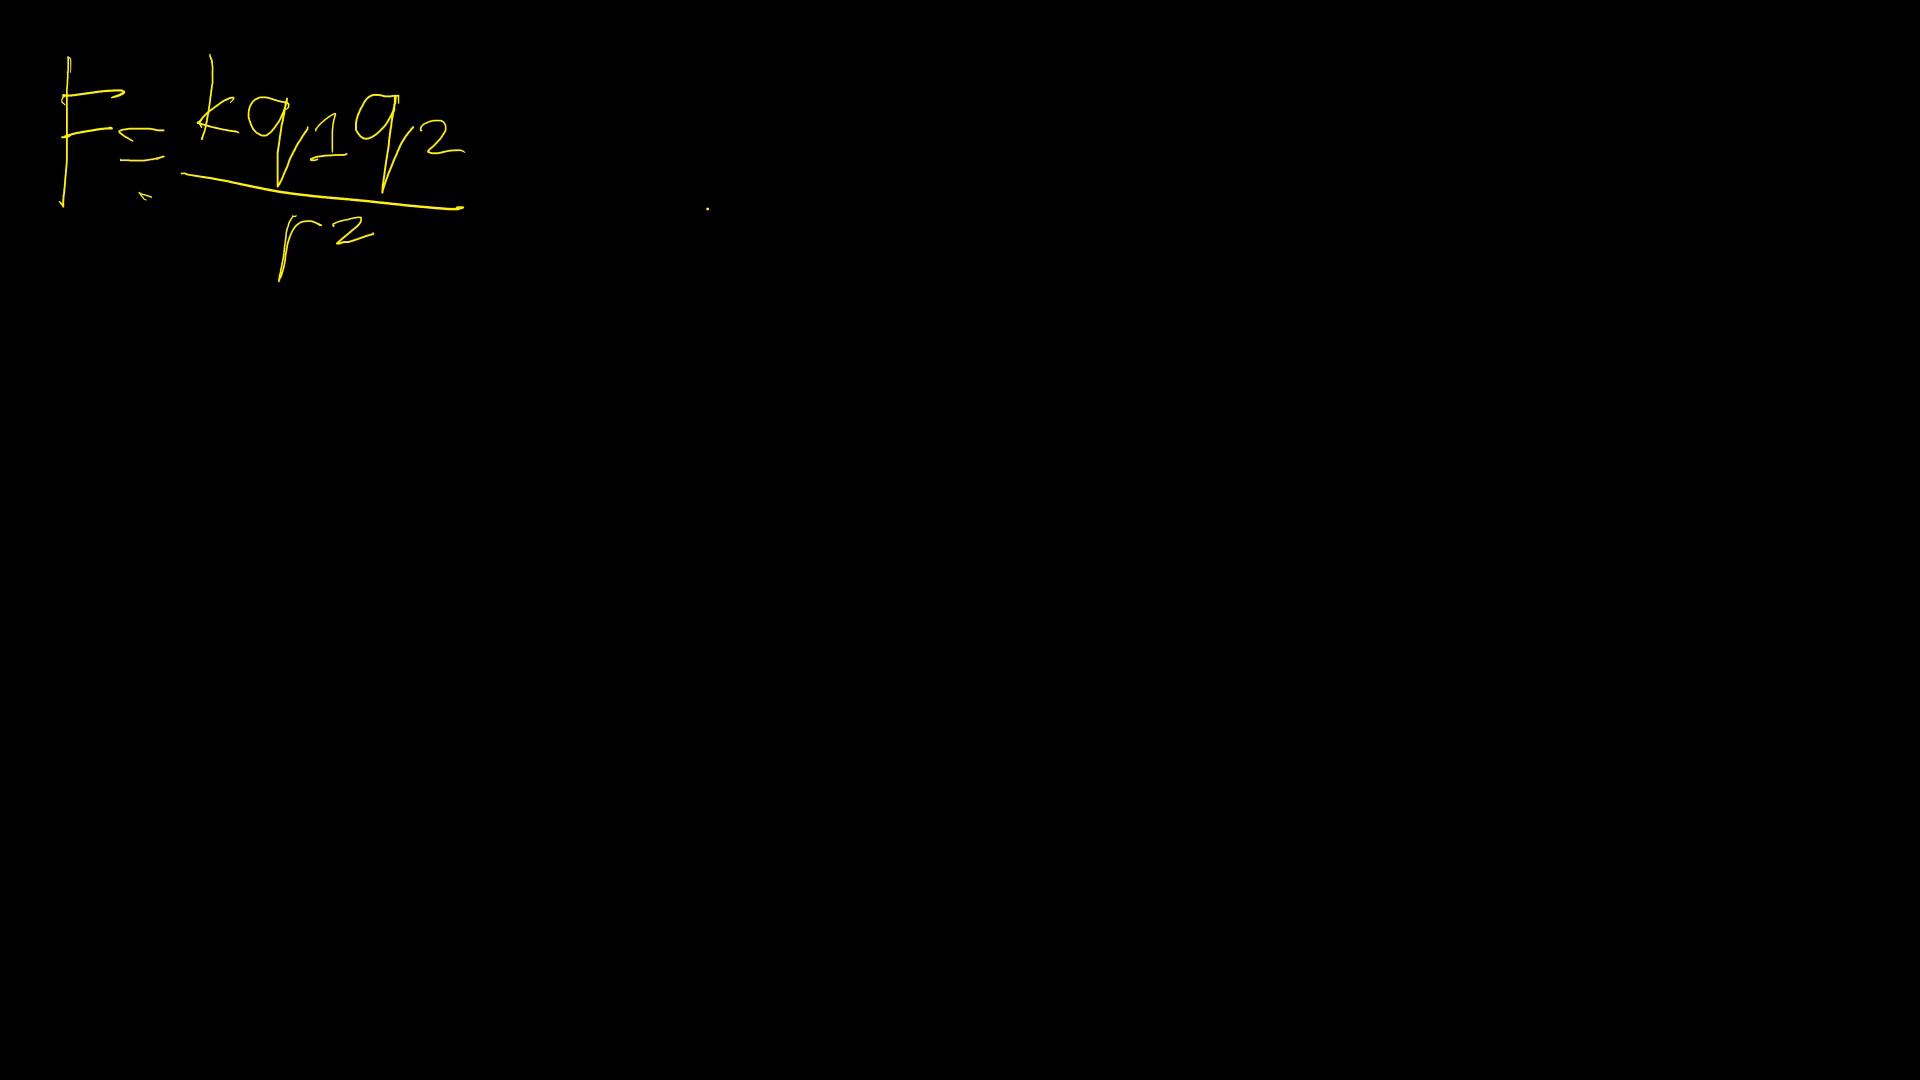 F = kq₁q₂ / r²